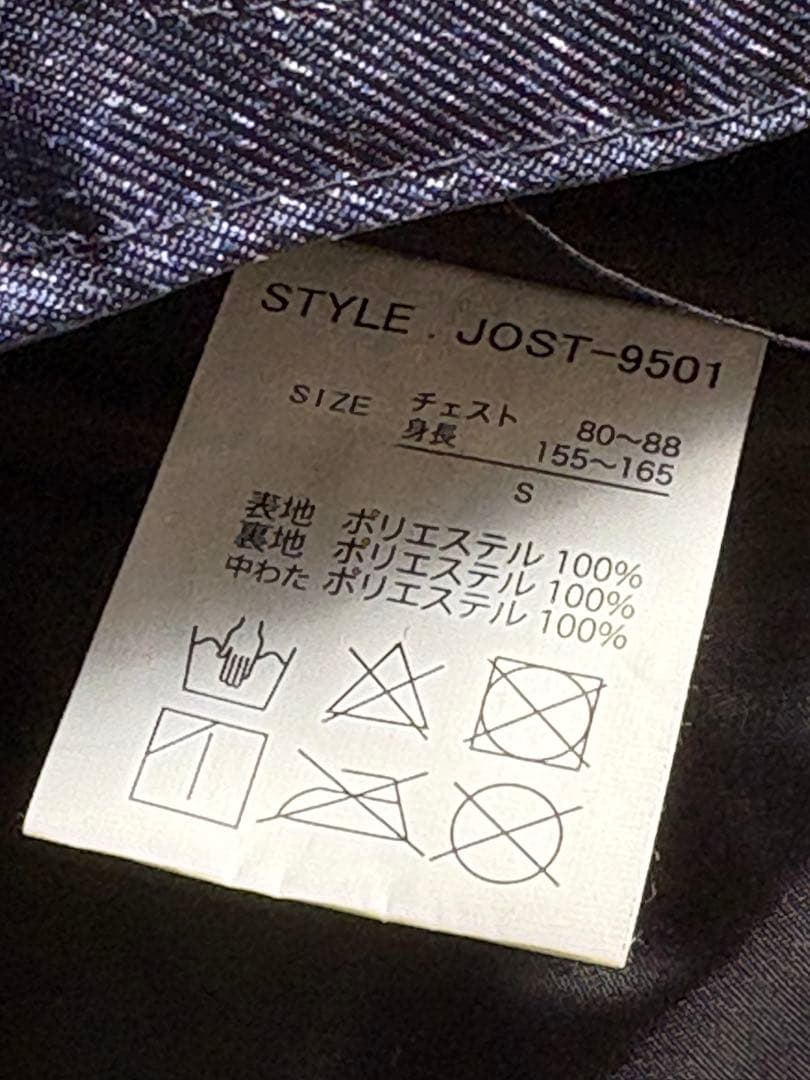 STYLE . JOST-9501
SIZE チェスト 80〜88
身長 155〜165
S
表地 ポリエステル 100%
裏地 ポリエステル 100%
中わた ポリエステル 100%